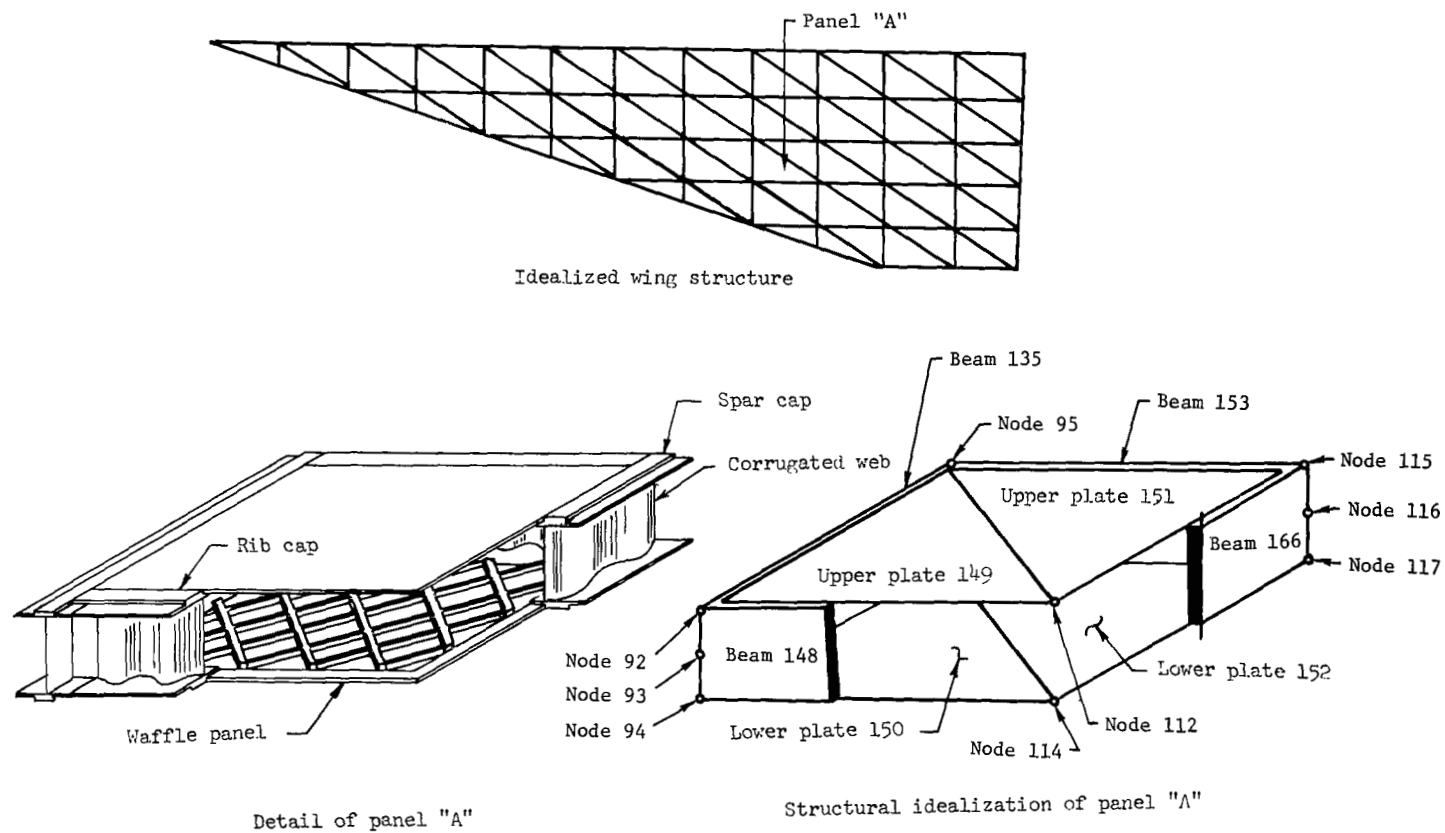 Panel "A"
Idealized wing structure
Beam 135
Spar cap
Beam 153
Node 95
Corrugated web
Node 115
Upper plate 151
Node 116
Rib cap
Beam 166
Node 117
Upper plate 149
Node 92
Beam 148
Lower plate 152
Node 93
Node 94
Lower plate 150
Node 112
Waffle panel
Node 114
Detail of panel "A"
Structural idealization of panel "A"